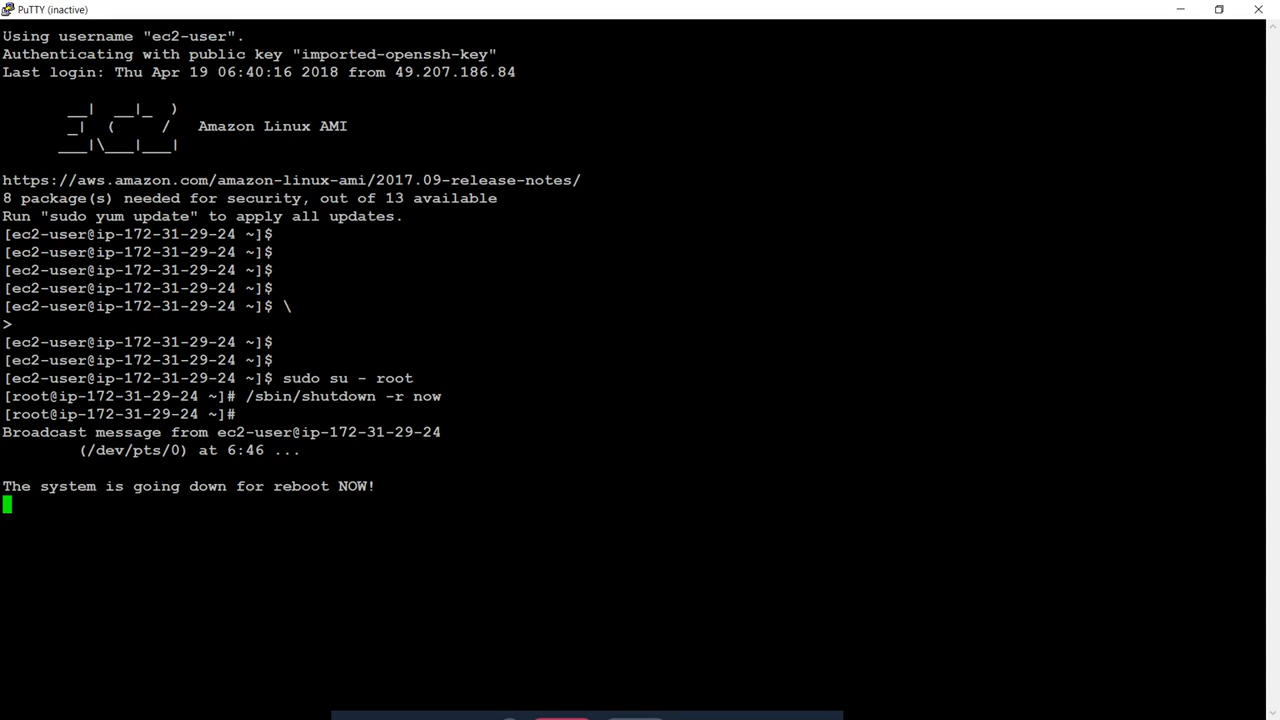 PuTTY (inactive)
Using username "ec2-user".
Authenticating with public key "imported-openssh-key"
Last login: Thu Apr 19 06:40:16 2018 from 49.207.186.84
       __|  __|_  )
       _|  (     /   Amazon Linux AMI
      ___|\___|___|
https://aws.amazon.com/amazon-linux-ami/2017.09-release-notes/
8 package(s) needed for security, out of 13 available
Run "sudo yum update" to apply all updates.
[ec2-user@ip-172-31-29-24 ~]$
[ec2-user@ip-172-31-29-24 ~]$
[ec2-user@ip-172-31-29-24 ~]$
[ec2-user@ip-172-31-29-24 ~]$
[ec2-user@ip-172-31-29-24 ~]$ \
>
[ec2-user@ip-172-31-29-24 ~]$
[ec2-user@ip-172-31-29-24 ~]$
[ec2-user@ip-172-31-29-24 ~]$ sudo su - root
[root@ip-172-31-29-24 ~]# /sbin/shutdown -r now
[root@ip-172-31-29-24 ~]#
Broadcast message from ec2-user@ip-172-31-29-24
        (/dev/pts/0) at 6:46 ...
The system is going down for reboot NOW!